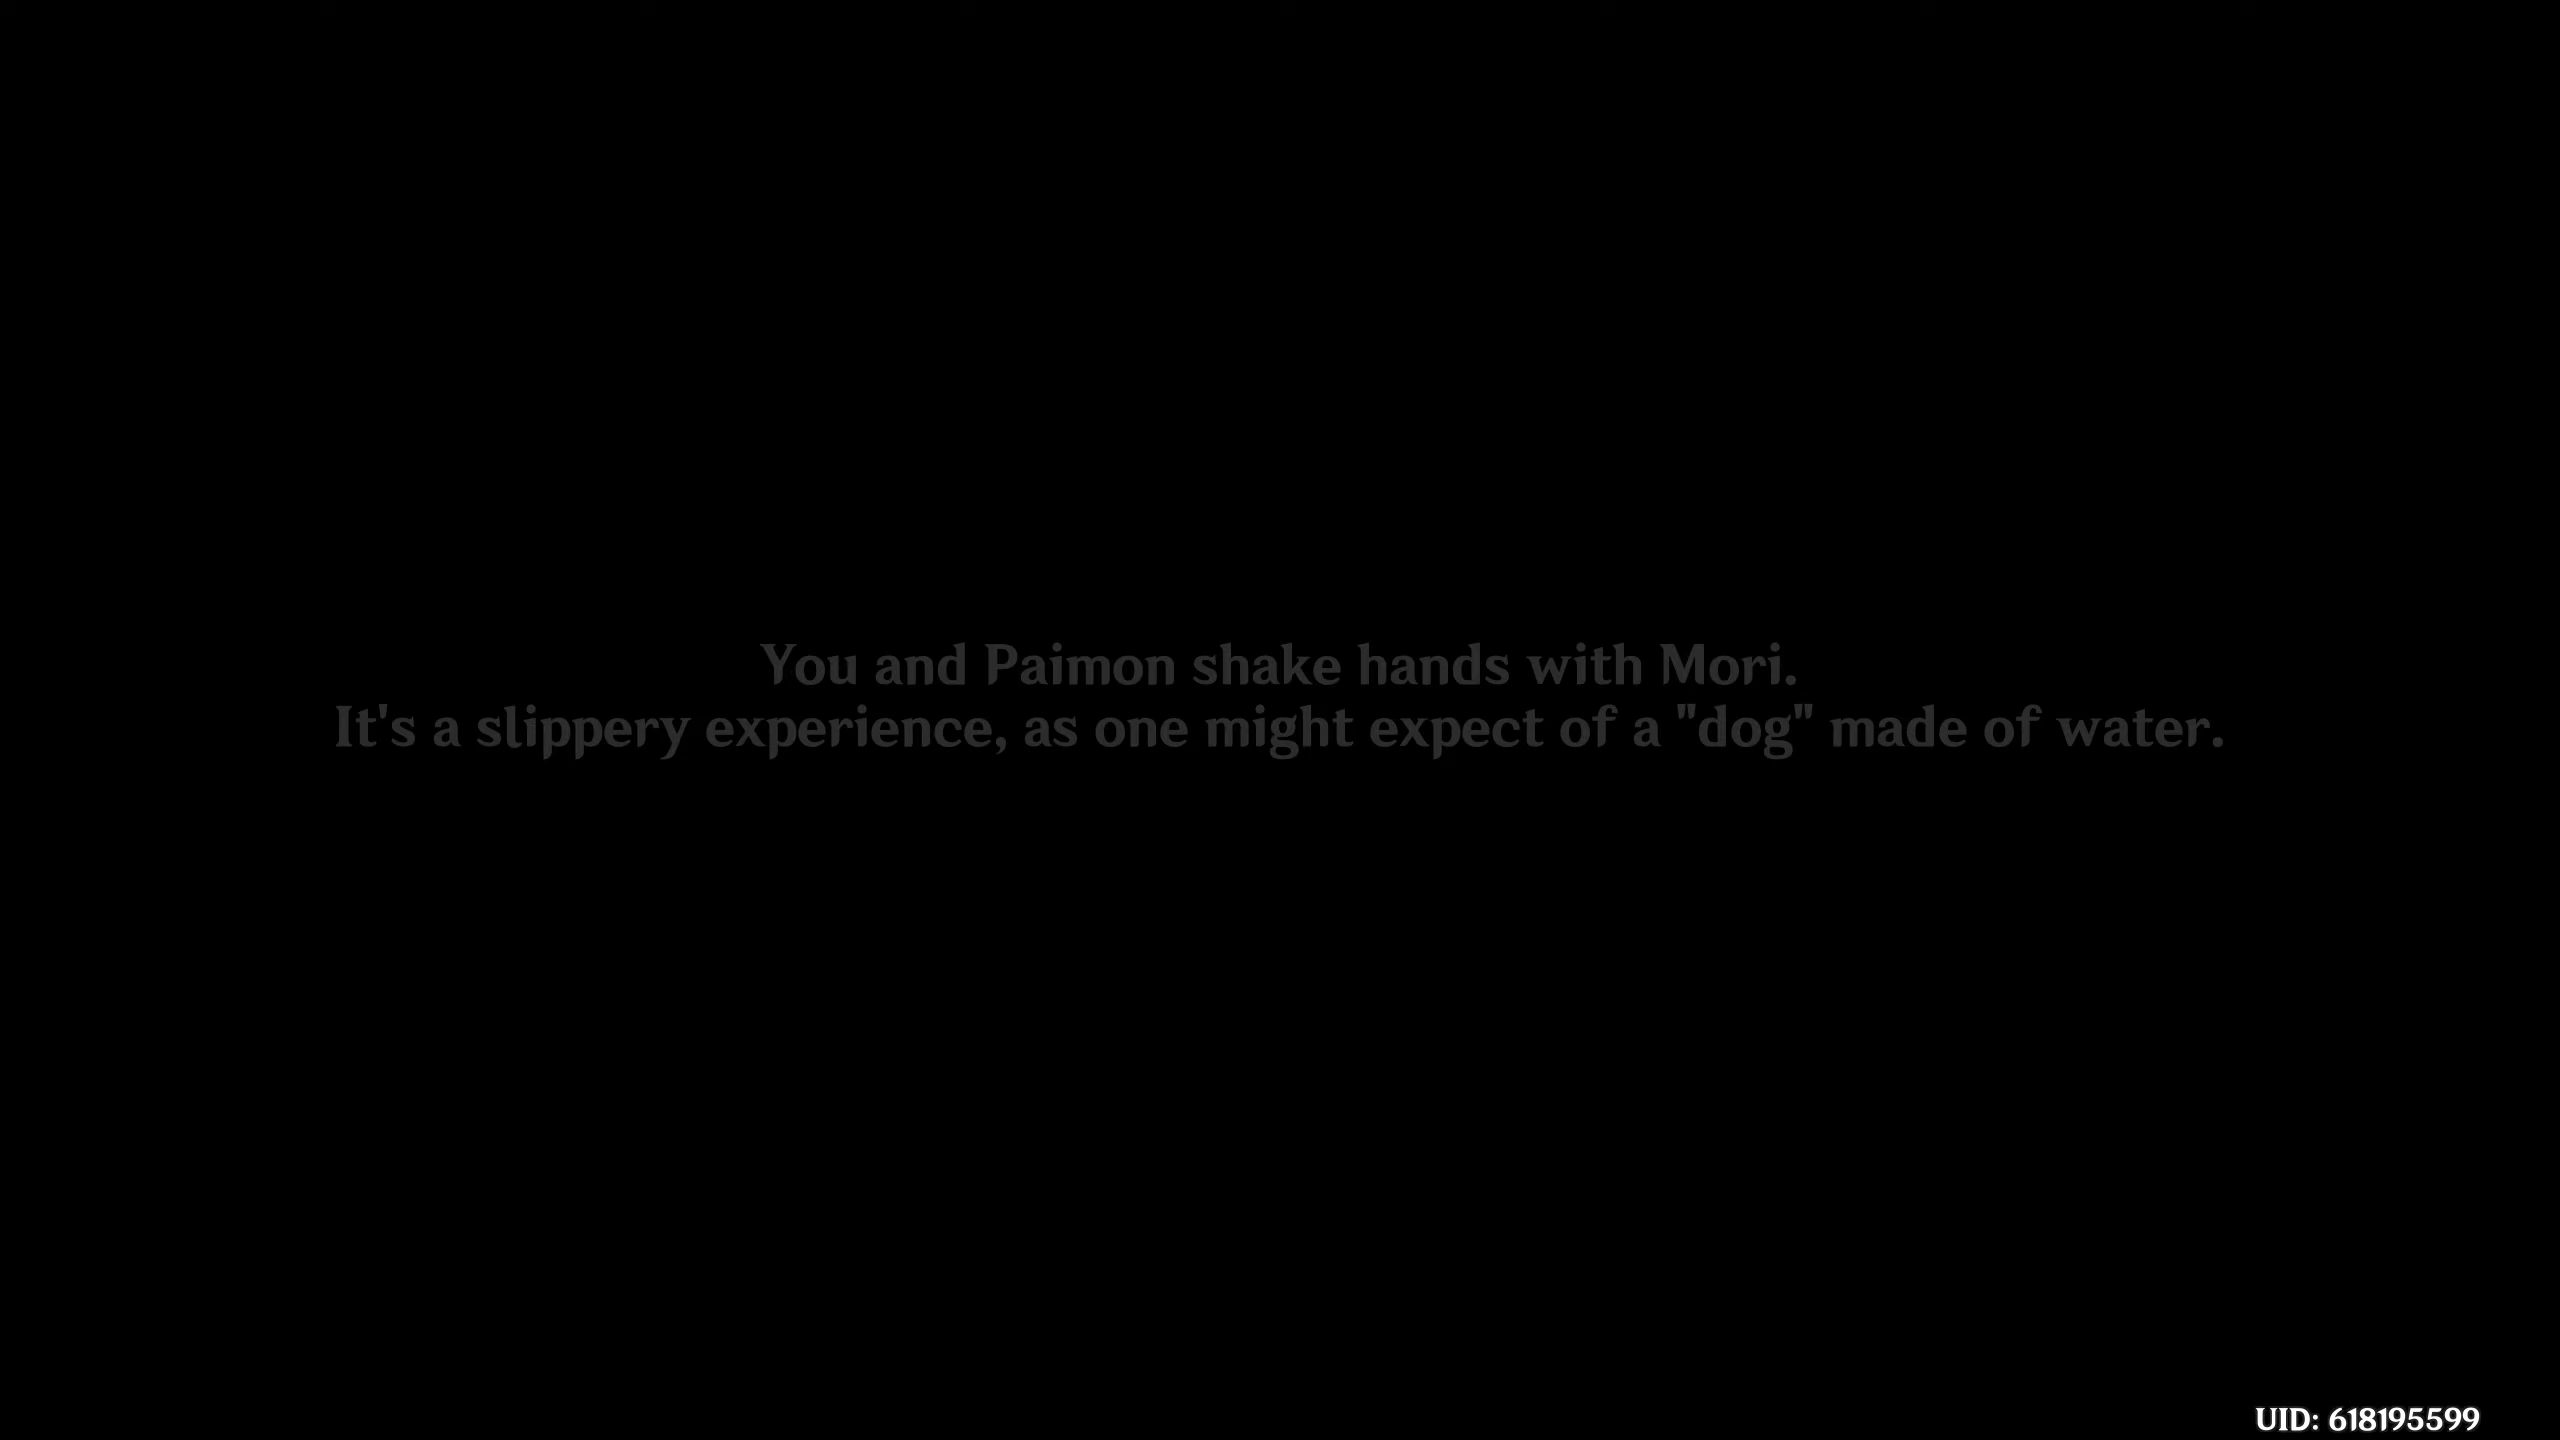 You and Paimon shake hands with Mori.
It's a slippery experience, as one might expect of a "dog" made of water.
UID: 618195599